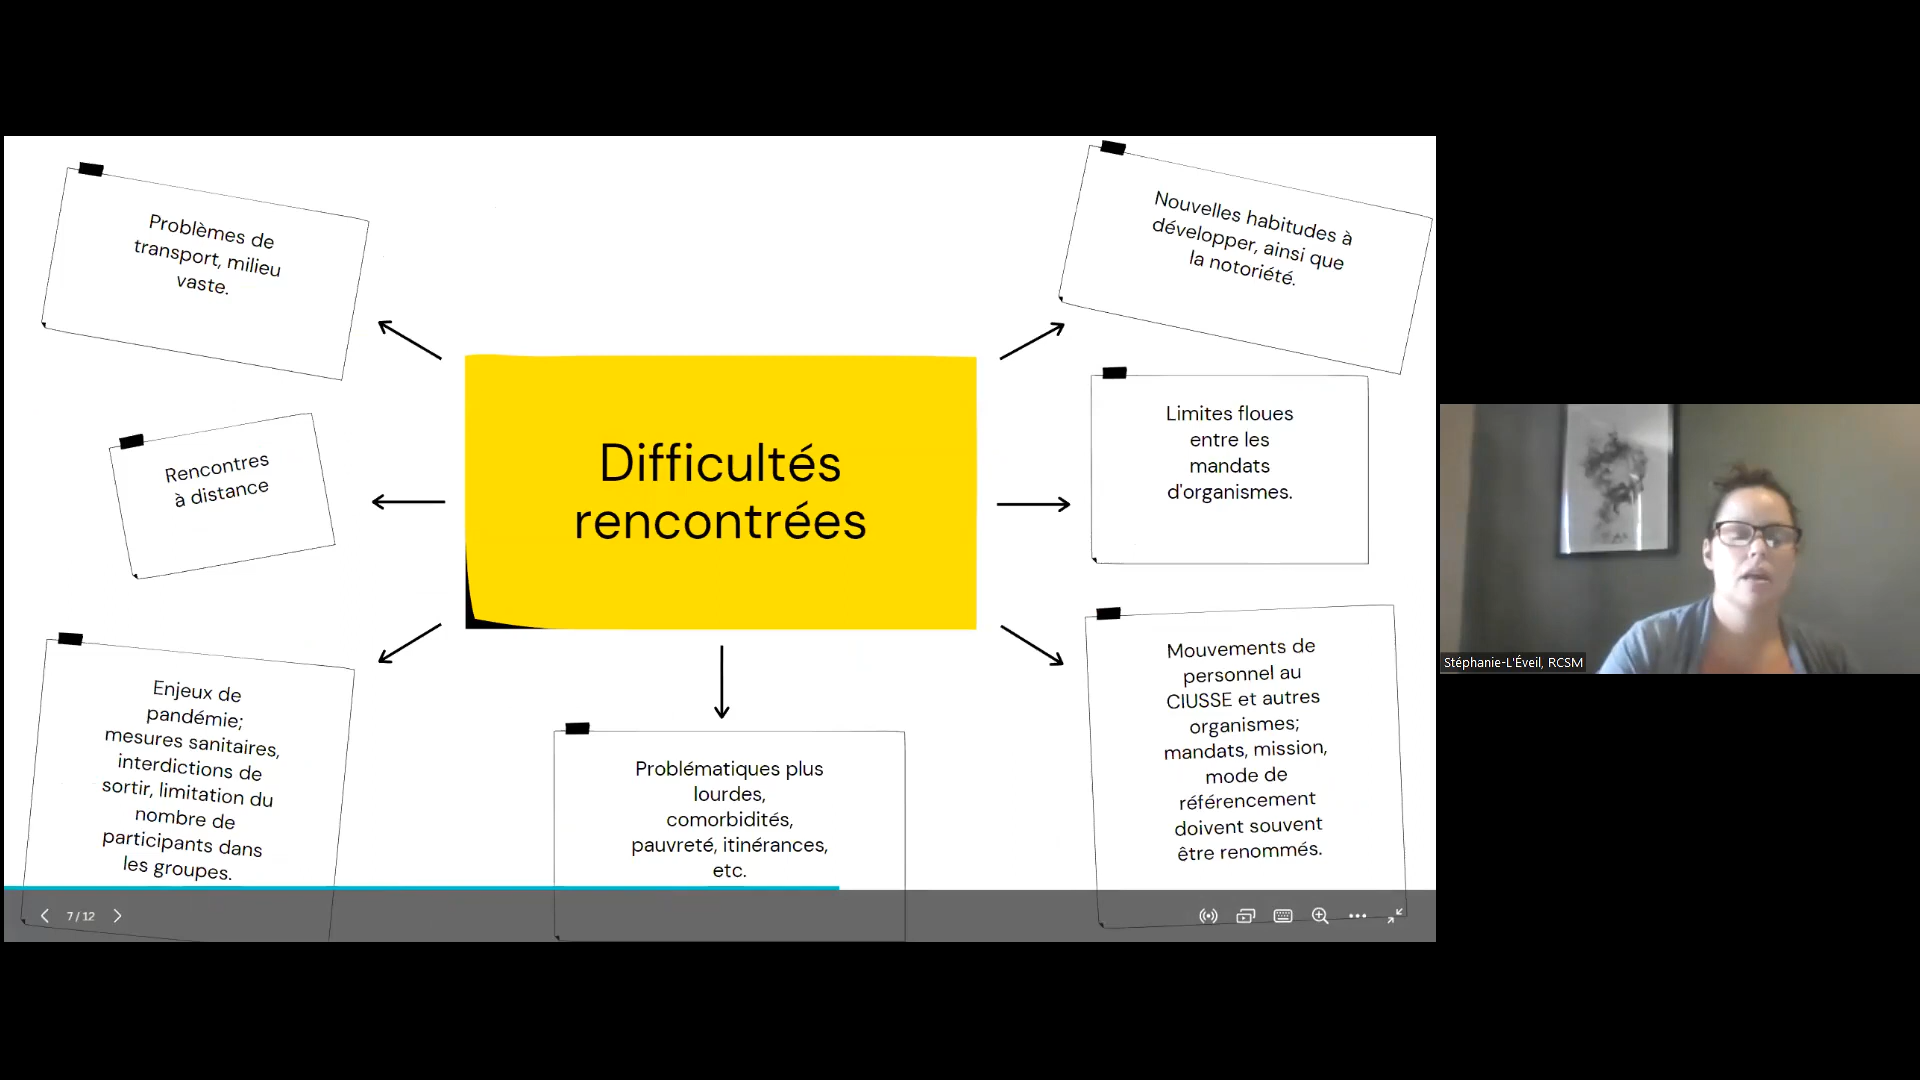 Problèmes de
transport, milieu
vaste.
Nouvelles habitudes à
développer, ainsi que
la notoriété.
Rencontres
à distance
Difficultés
rencontrées
Limites floues
entre les
mandats
d'organismes.
Enjeux de
pandémie;
mesures sanitaires,
interdictions de
sortir, limitation du
nombre de
participants dans
les groupes.
Problématiques plus
lourdes,
comorbidités,
pauvreté, itinérances,
etc.
Mouvements de
personnel au
CIUSSE et autres
organismes;
mandats, mission,
mode de
référencement
doivent souvent
être renommés.
7 / 12
Stéphanie-L'Éveil, RCSM